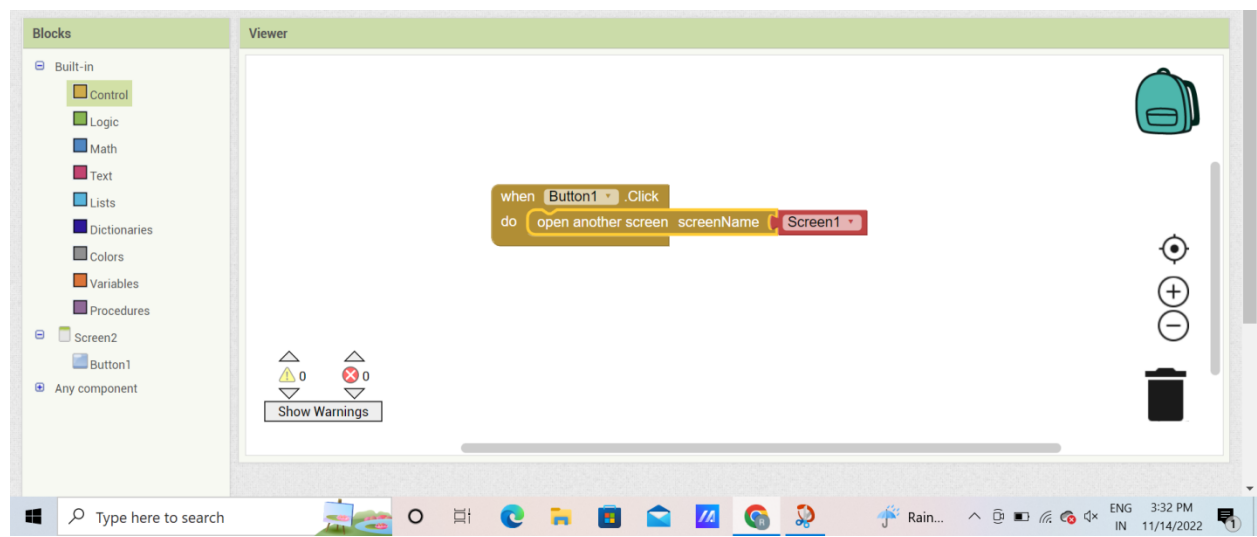 Blocks
Viewer
Built-in
Control
Logic
Math
Text
Lists
Dictionaries
Colors
Variables
Procedures
Screen2
Button1
Any component
when Button1 .Click
do open another screen screenName Screen1
0 0
Show Warnings
Type here to search
Rain...
ENG
IN
3:32 PM
11/14/2022
1